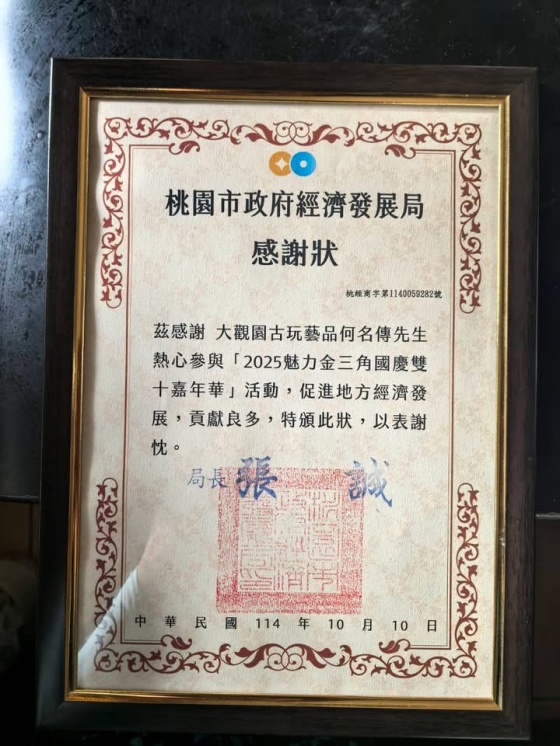 桃園市政府經濟發展局
感謝狀
桃經商字第1140059282號
茲感謝 大觀園古玩藝品何名傳先生
熱心參與「2025魅力金三角國慶雙
十嘉年華」活動，促進地方經濟發
展，貢獻良多，特頒此狀，以表謝
忱。
局長 張 誠
中華民國 114 年 10 月 10 日